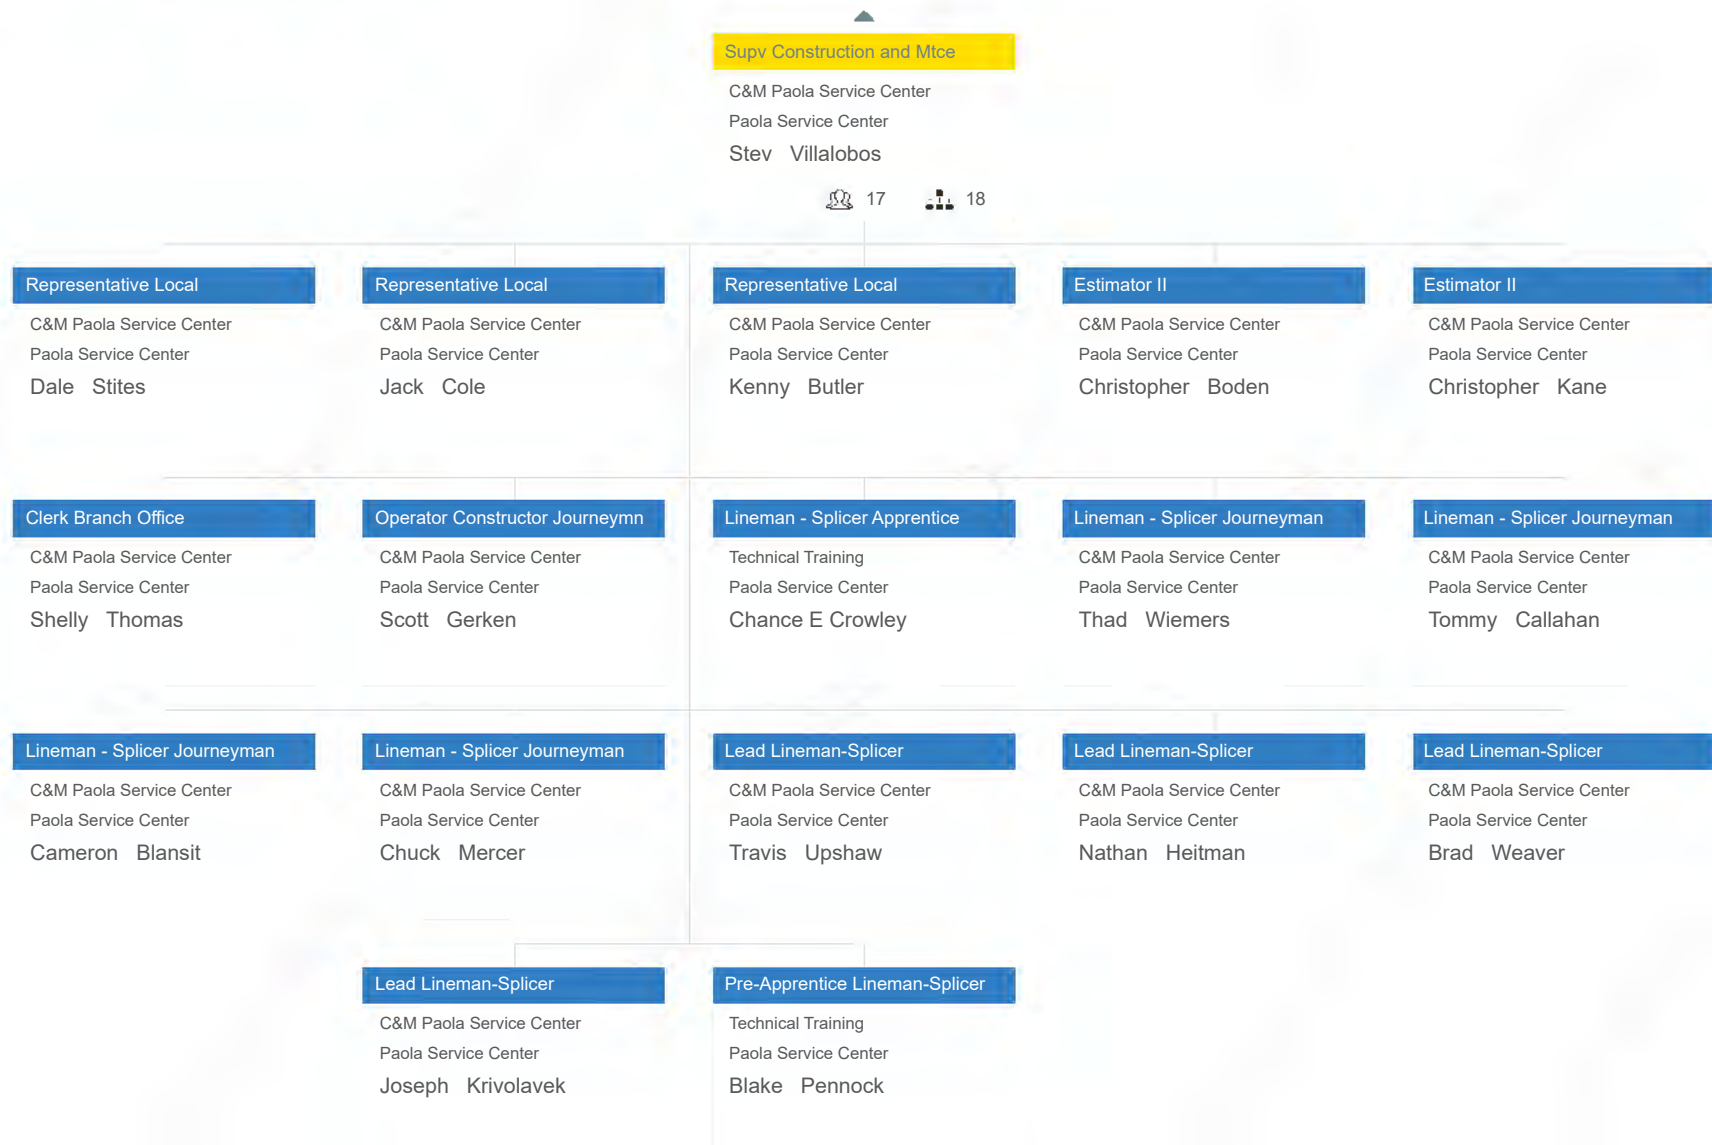 Supv Construction and Mtce
C&M Paola Service Center
Paola Service Center
Stev Villalobos
17 18
Representative Local
C&M Paola Service Center
Paola Service Center
Dale Stites
Representative Local
C&M Paola Service Center
Paola Service Center
Jack Cole
Representative Local
C&M Paola Service Center
Paola Service Center
Kenny Butler
Estimator II
C&M Paola Service Center
Paola Service Center
Christopher Boden
Estimator II
C&M Paola Service Center
Paola Service Center
Christopher Kane
Clerk Branch Office
C&M Paola Service Center
Paola Service Center
Shelly Thomas
Operator Constructor Journeymn
C&M Paola Service Center
Paola Service Center
Scott Gerken
Lineman - Splicer Apprentice
Technical Training
Paola Service Center
Chance E Crowley
Lineman - Splicer Journeyman
C&M Paola Service Center
Paola Service Center
Thad Wiemers
Lineman - Splicer Journeyman
C&M Paola Service Center
Paola Service Center
Tommy Callahan
Lineman - Splicer Journeyman
C&M Paola Service Center
Paola Service Center
Cameron Blansit
Lineman - Splicer Journeyman
C&M Paola Service Center
Paola Service Center
Chuck Mercer
Lead Lineman-Splicer
C&M Paola Service Center
Paola Service Center
Travis Upshaw
Lead Lineman-Splicer
C&M Paola Service Center
Paola Service Center
Nathan Heitman
Lead Lineman-Splicer
C&M Paola Service Center
Paola Service Center
Brad Weaver
Lead Lineman-Splicer
C&M Paola Service Center
Paola Service Center
Joseph Krivolavek
Pre-Apprentice Lineman-Splicer
Technical Training
Paola Service Center
Blake Pennock